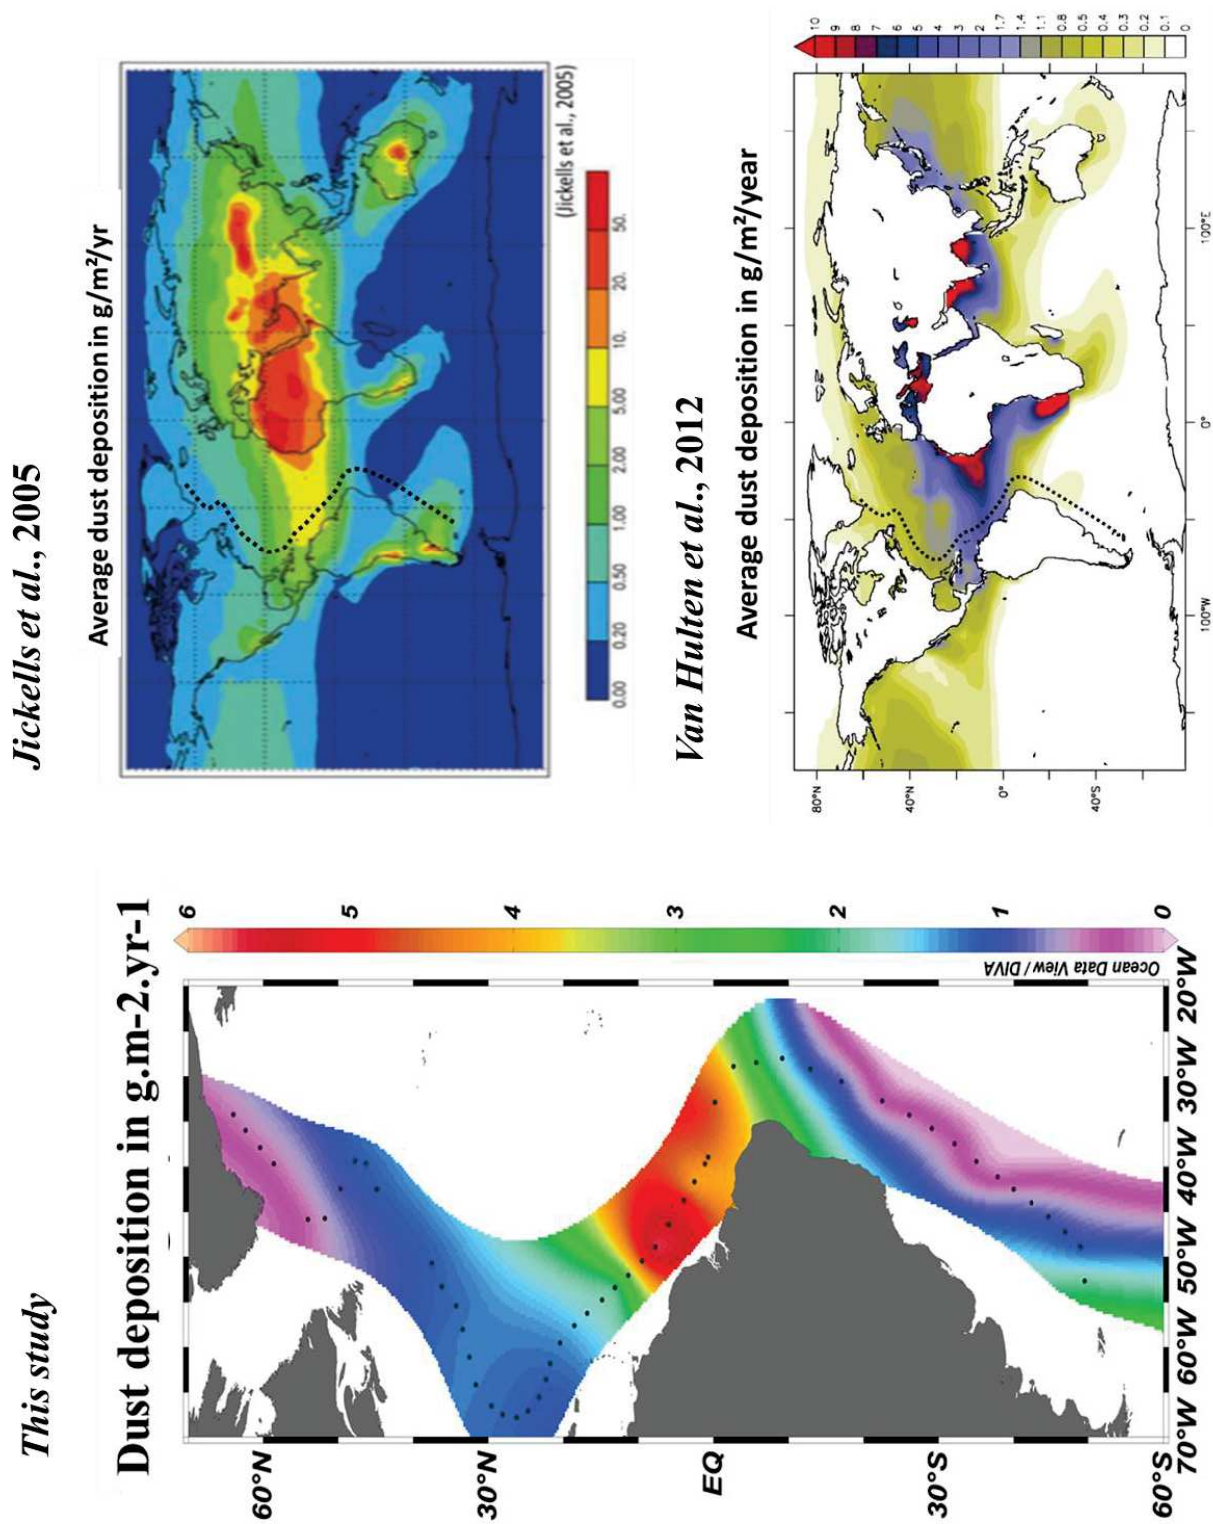 This study
Dust deposition in g.m-2.yr-1
60°N
30°N
EQ
30°S
60°S
70°W 60°W 50°W 40°W 30°W 20°W
6
5
4
3
2
1
0
Ocean Data View / DIVA
Jickells et al., 2005
Average dust deposition in g/m²/yr
0.00 0.20 0.50 1.00 2.00 5.00 10. 20. 50.
(Jickells et al., 2005)
Van Hulten et al., 2012
Average dust deposition in g/m²/year
80°N
40°N
0°
40°S
100°W 0° 100°E
10
9
8
7
6
5
4
3
2
1.7
1.4
1.1
0.8
0.5
0.4
0.3
0.2
0.1
0